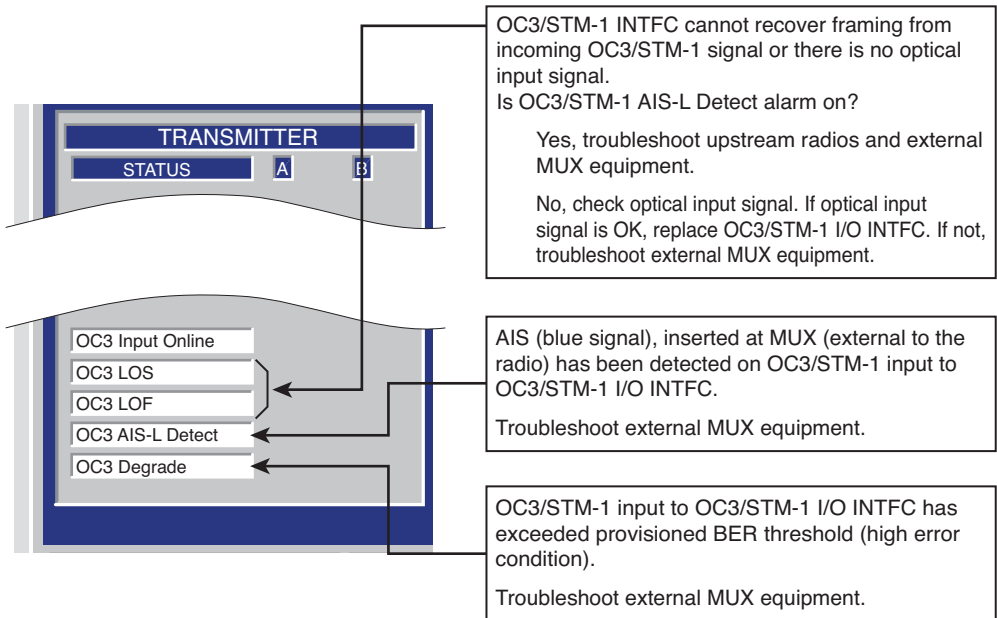 OC3/STM-1 INTFC cannot recover framing from
incoming OC3/STM-1 signal or there is no optical
input signal.
Is OC3/STM-1 AIS-L Detect alarm on?
Yes, troubleshoot upstream radios and external
MUX equipment.
No, check optical input signal. If optical input
signal is OK, replace OC3/STM-1 I/O INTFC. If not,
troubleshoot external MUX equipment.
TRANSMITTER
STATUS A B
OC3 Input Online
OC3 LOS
OC3 LOF
OC3 AIS-L Detect
OC3 Degrade
AIS (blue signal), inserted at MUX (external to the
radio) has been detected on OC3/STM-1 input to
OC3/STM-1 I/O INTFC.
Troubleshoot external MUX equipment.
OC3/STM-1 input to OC3/STM-1 I/O INTFC has
exceeded provisioned BER threshold (high error
condition).
Troubleshoot external MUX equipment.